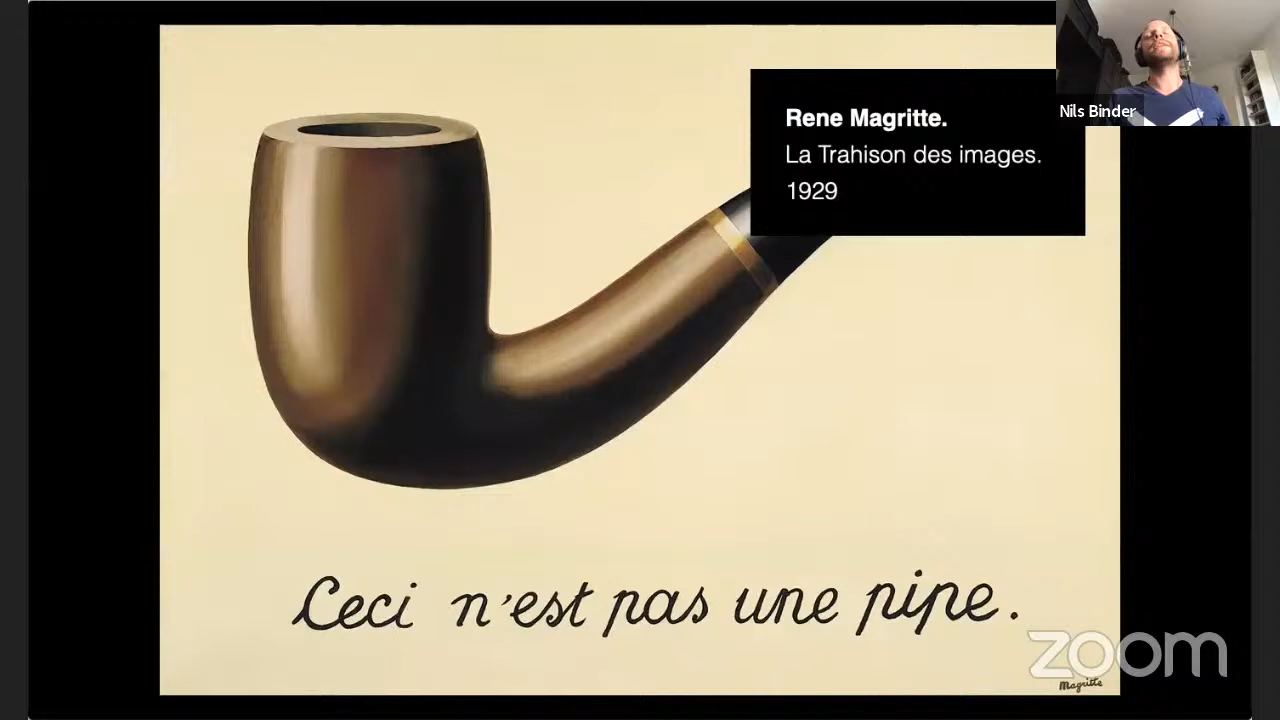 Rene Magritte.
La Trahison des images.
1929
Nils Binder
Ceci n'est pas une pipe.
zoom
Magritte